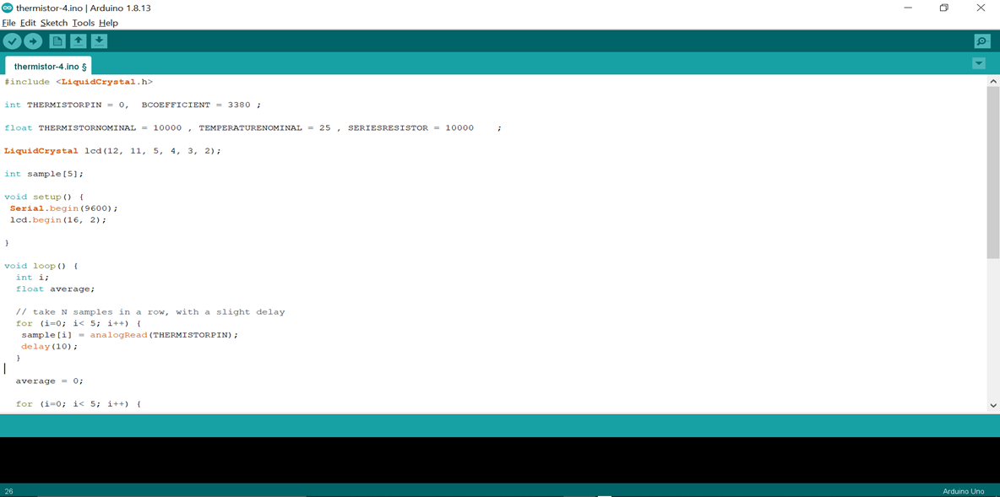 thermistor-4.ino | Arduino 1.8.13
File Edit Sketch Tools Help
thermistor-4.ino §
#include <LiquidCrystal.h>
int THERMISTORPIN = 0,  BCOEFFICIENT = 3380 ;
float THERMISTORNOMINAL = 10000 , TEMPERATURENOMINAL = 25 , SERIESRESISTOR = 10000    ;
LiquidCrystal lcd(12, 11, 5, 4, 3, 2);
int sample[5];
void setup() {
 Serial.begin(9600);
 lcd.begin(16, 2);
}
void loop() {
  int i;
  float average;
  // take N samples in a row, with a slight delay
  for (i=0; i< 5; i++) {
   sample[i] = analogRead(THERMISTORPIN);
   delay(10);
  }
  average = 0;
  for (i=0; i< 5; i++) {
26
Arduino Uno